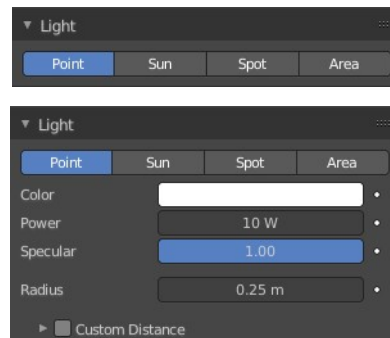 Light
Point Sun Spot Area
Light
Point Sun Spot Area
Color
Power 10 W
Specular 1.00
Radius 0.25 m
Custom Distance